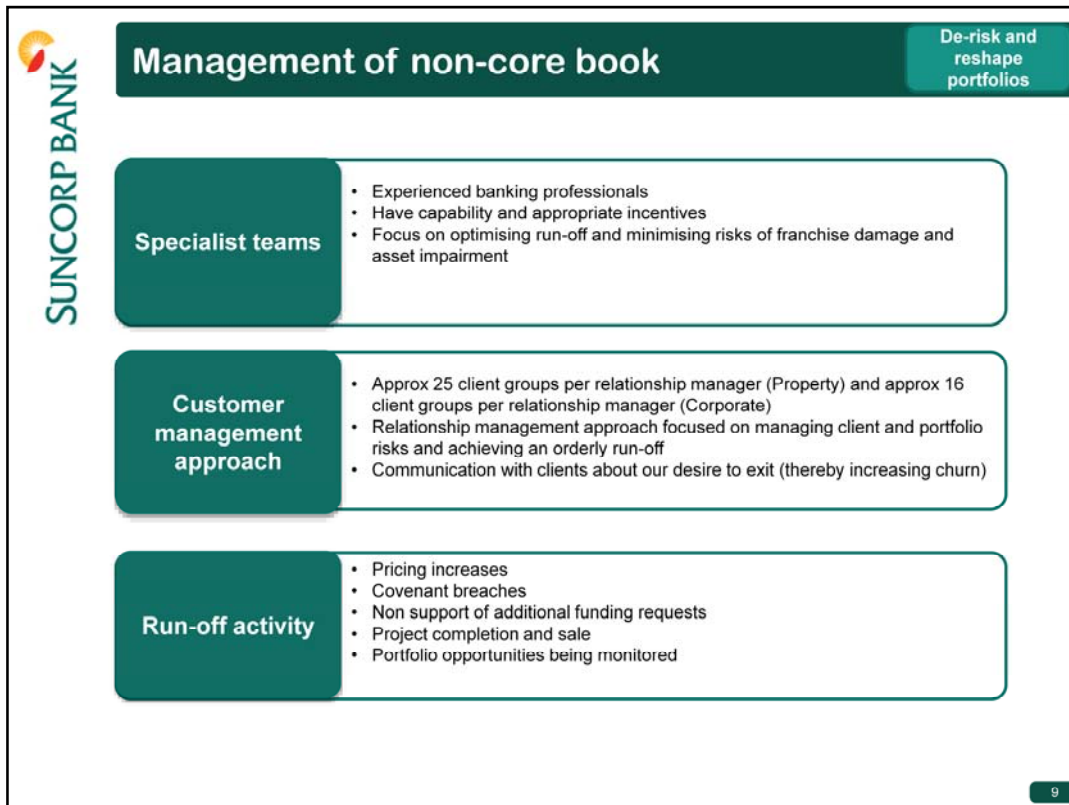 SUNCORP BANK
Management of non-core book
De-risk and
reshape
portfolios
Specialist teams
• Experienced banking professionals
• Have capability and appropriate incentives
• Focus on optimising run-off and minimising risks of franchise damage and
asset impairment
Customer
management
approach
• Approx 25 client groups per relationship manager (Property) and approx 16
client groups per relationship manager (Corporate)
• Relationship management approach focused on managing client and portfolio
risks and achieving an orderly run-off
• Communication with clients about our desire to exit (thereby increasing churn)
Run-off activity
• Pricing increases
• Covenant breaches
• Non support of additional funding requests
• Project completion and sale
• Portfolio opportunities being monitored
9